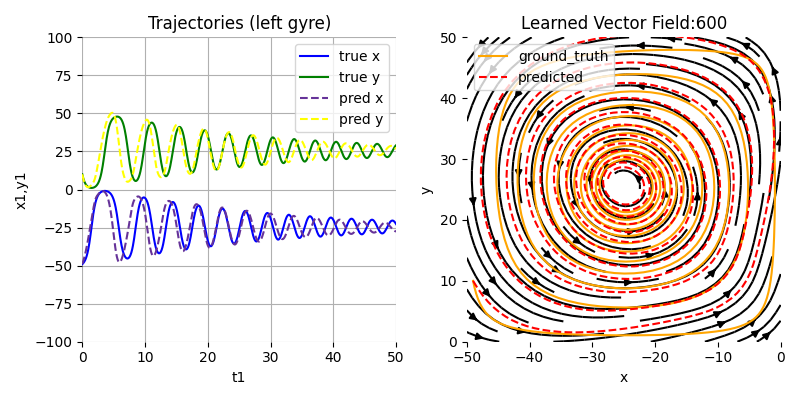 Trajectories (left gyre)
100
75
50
25
0
−25
−50
−75
−100
x1,y1
0
10
20
30
40
50
t1
true x
true y
pred x
pred y
Learned Vector Field:600
50
40
30
20
10
0
y
−50
−40
−30
−20
−10
0
x
ground_truth
predicted